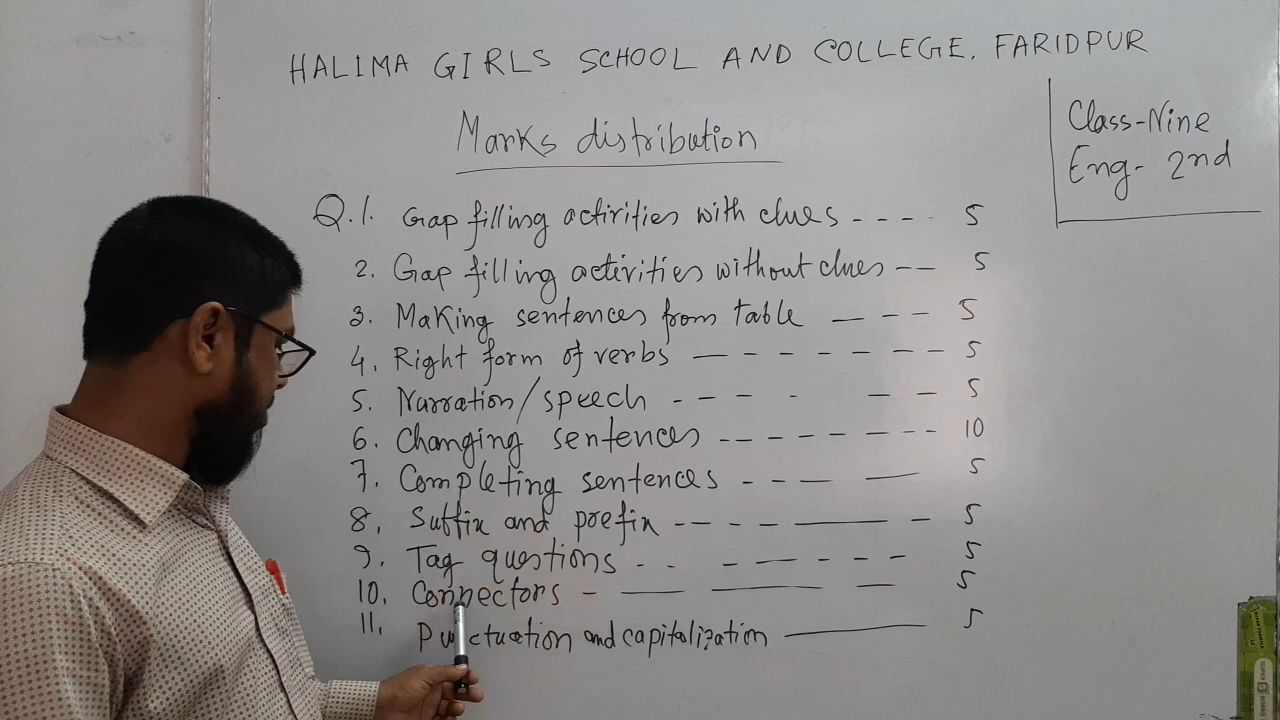 HALIMA GIRLS SCHOOL AND COLLEGE, FARIDPUR
Marks distribution
Class-Nine
Eng- 2nd
Q.1. Gap filling activities with clues - - - - 5
2. Gap filling activities without clues - - 5
3. Making sentences from table - - - - 5
4. Right form of verbs - - - - - - - 5
5. Narration/speech - - - - - - 5
6. Changing sentences - - - - - - - - 10
7. Completing sentences - - - - - 5
8. Suffix and prefix - - - - - - 5
9. Tag questions - - - - - - - 5
10. Connectors - - - - 5
11. Punctuation and capitalization - 5